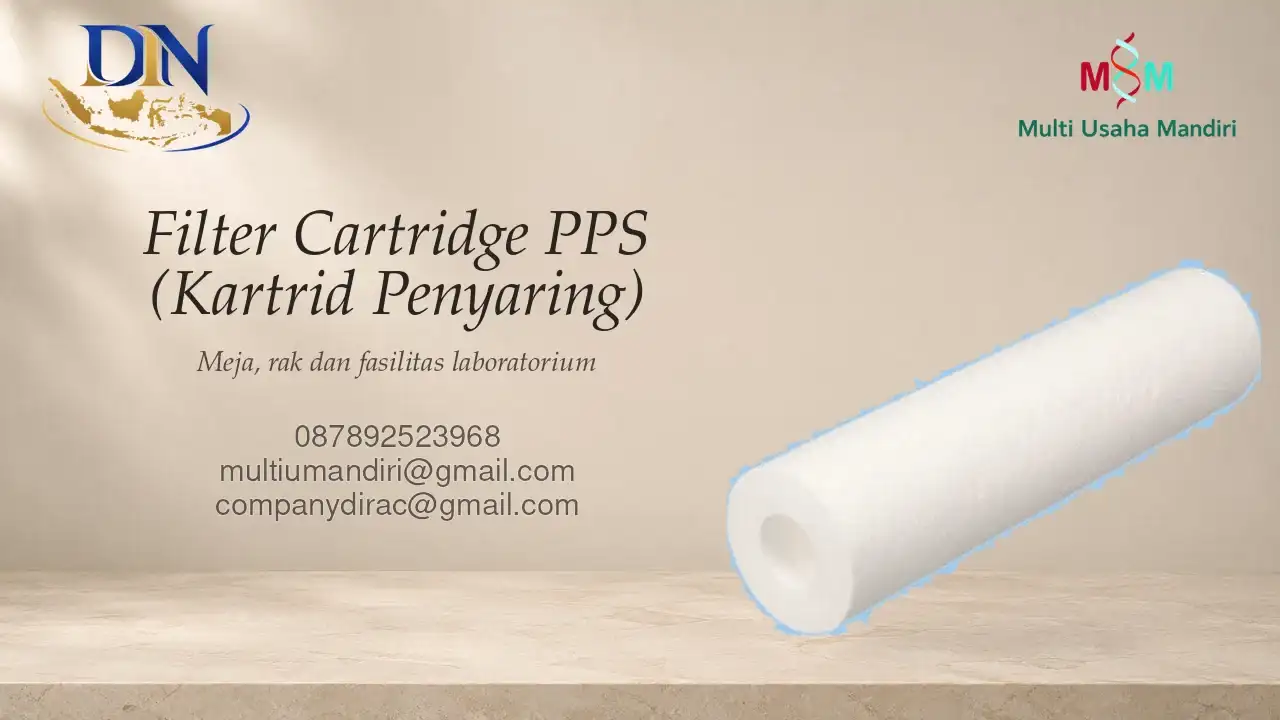 DIN
MSM
Multi Usaha Mandiri
Filter Cartridge PPS
(Kartrid Penyaring)
Meja, rak dan fasilitas laboratorium
087892523968
multiumandiri@gmail.com
companydirac@gmail.com